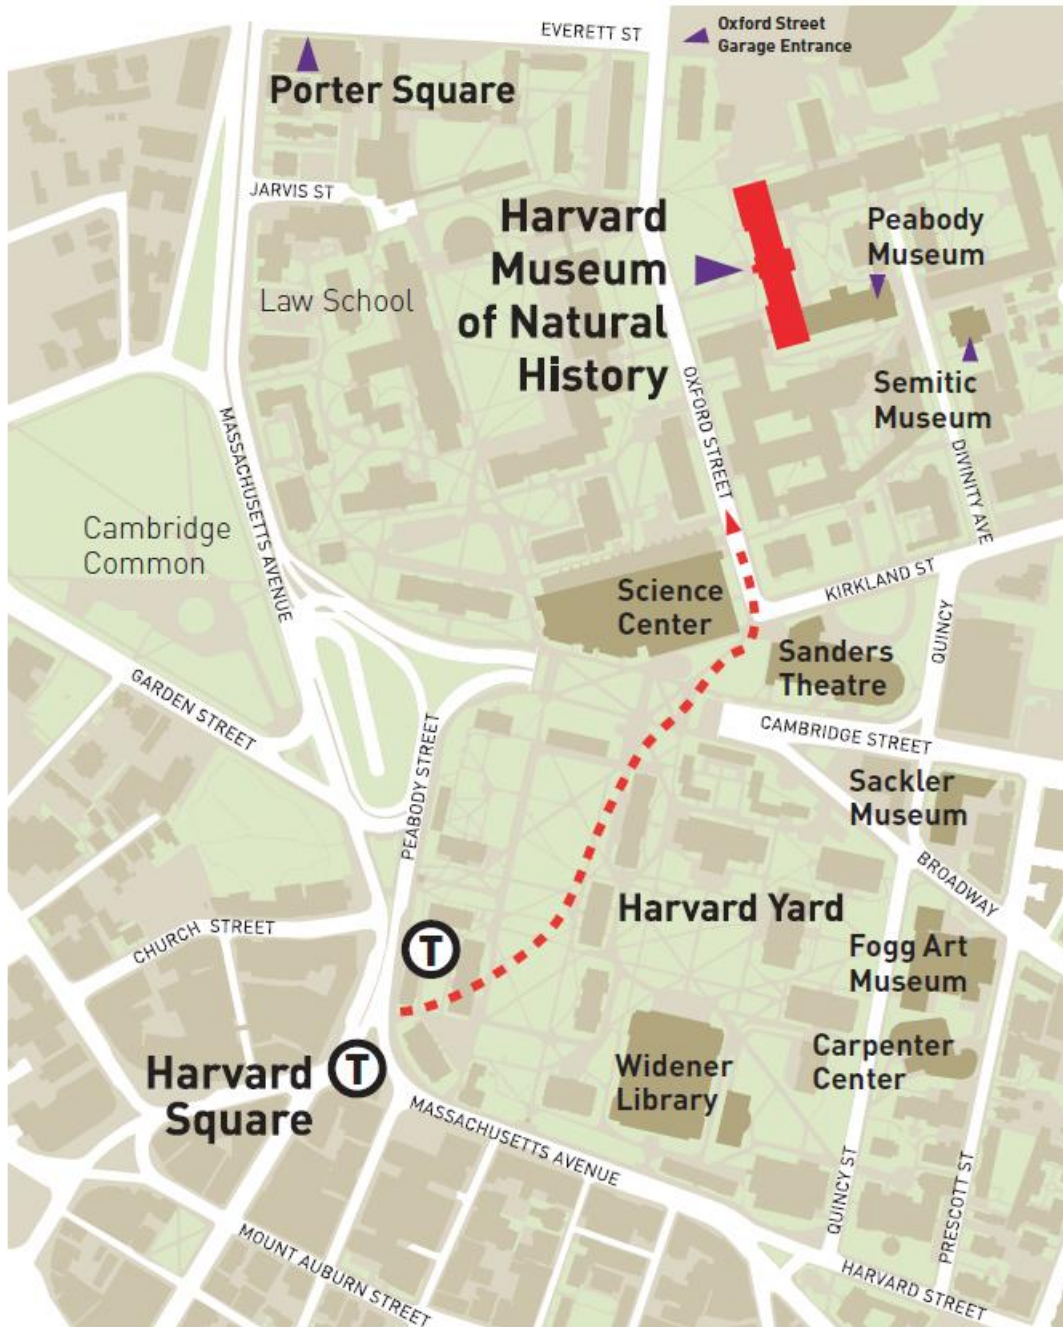 EVERETT ST
Oxford Street
Garage Entrance
Porter Square
JARVIS ST
Harvard
Museum
of Natural
History
Peabody
Museum
Law School
Semitic
Museum
OXFORD STREET
MASSACHUSETTS AVENUE
DIVINITY AVE
Cambridge
Common
Science
Center
KIRKLAND ST
QUINCY
Sanders
Theatre
GARDEN STREET
PEABODY STREET
CAMBRIDGE STREET
Sackler
Museum
BROADWAY
CHURCH STREET
Harvard Yard
T
Fogg Art
Museum
T
Harvard
Square
Widener
Library
Carpenter
Center
MASSACHUSETTS AVENUE
QUINCY ST
PRESCOTT ST
MOUNT AUBURN STREET
HARVARD STREET